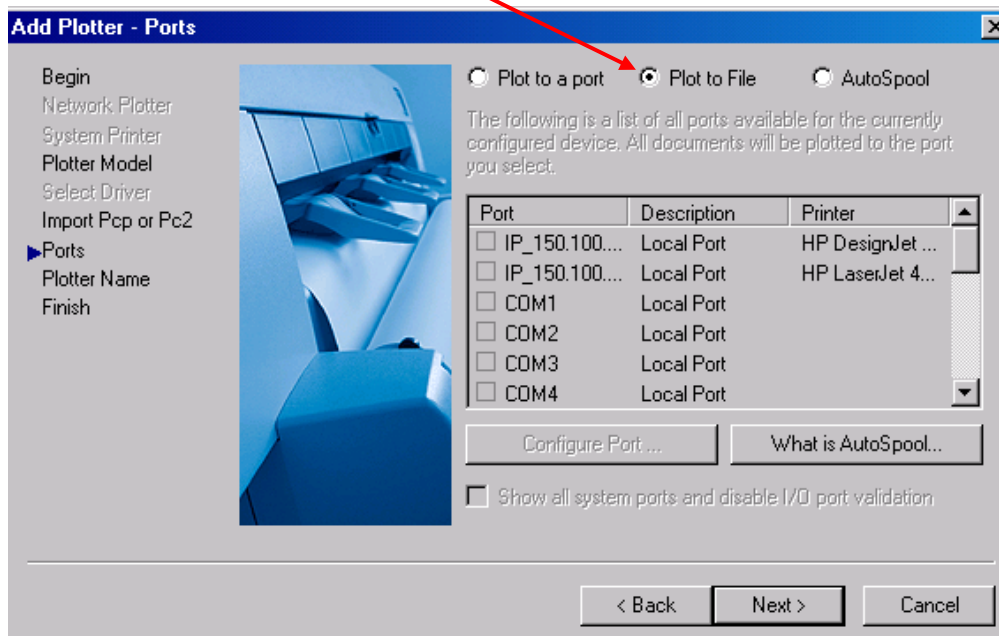 Add Plotter - Ports
Begin
Network Plotter
System Printer
Plotter Model
Select Driver
Import Pcp or Pc2
Ports
Plotter Name
Finish
Plot to a port Plot to File AutoSpool
The following is a list of all ports available for the currently
configured device. All documents will be plotted to the port
you select.
Port Description Printer
IP_150.100.... Local Port HP DesignJet ...
IP_150.100.... Local Port HP LaserJet 4...
COM1 Local Port
COM2 Local Port
COM3 Local Port
COM4 Local Port
Configure Port ... What is AutoSpool...
Show all system ports and disable I/O port validation
< Back Next > Cancel